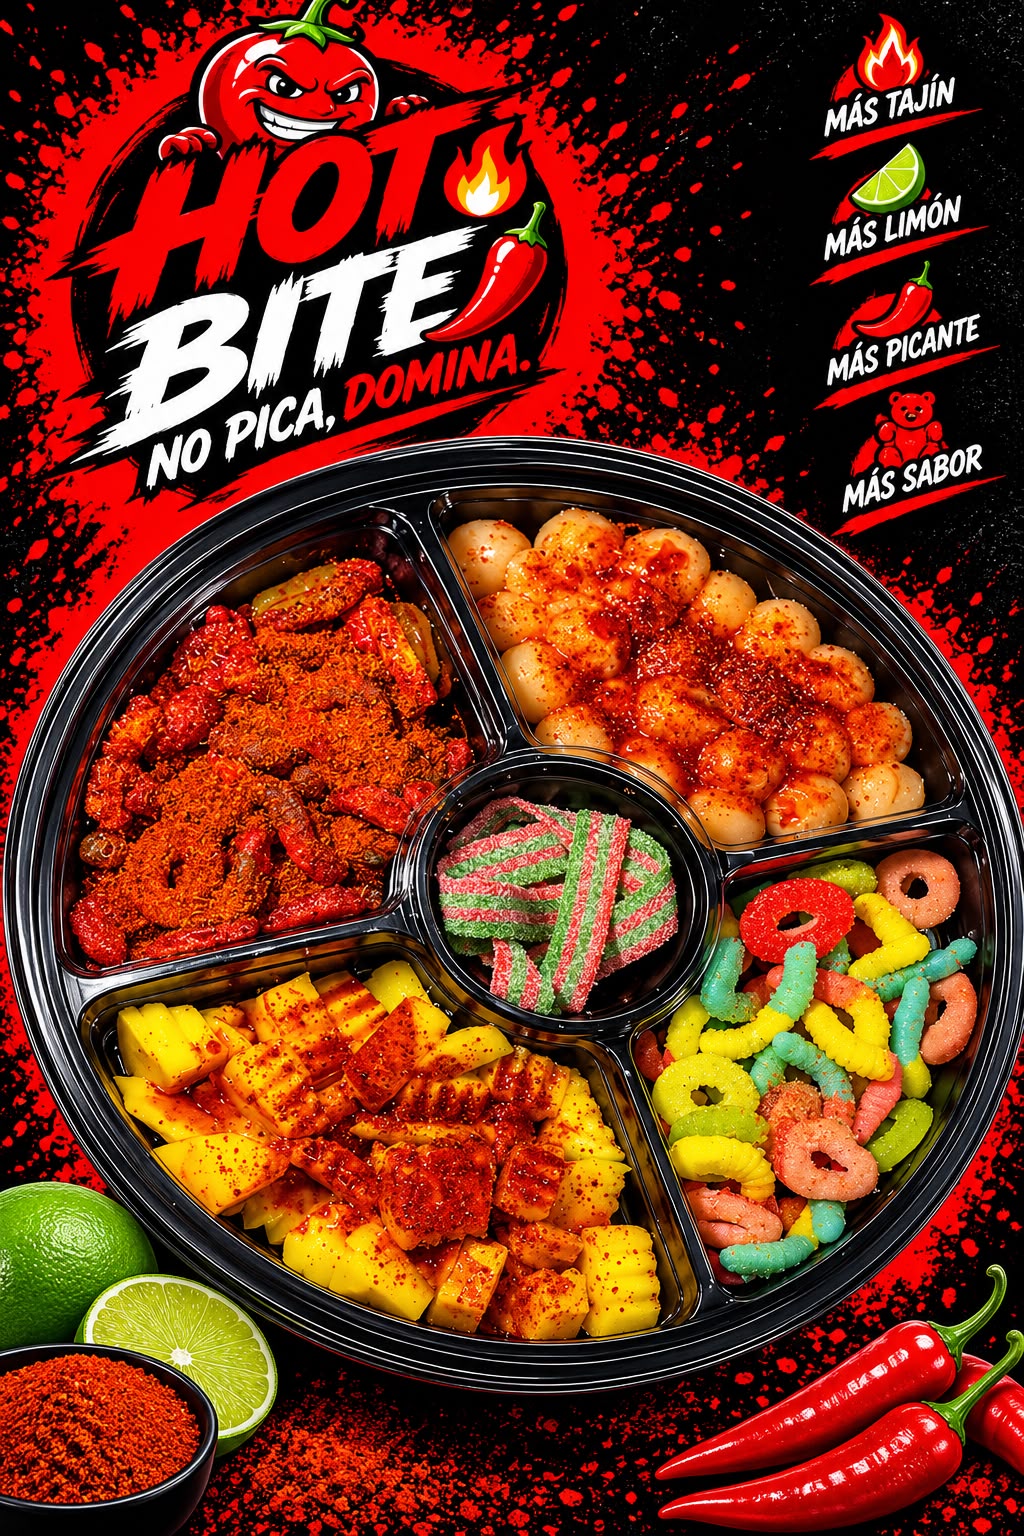 HOT
BITE
NO PICA, DOMINA.
MÁS TAJÍN
MÁS LIMÓN
MÁS PICANTE
MÁS SABOR